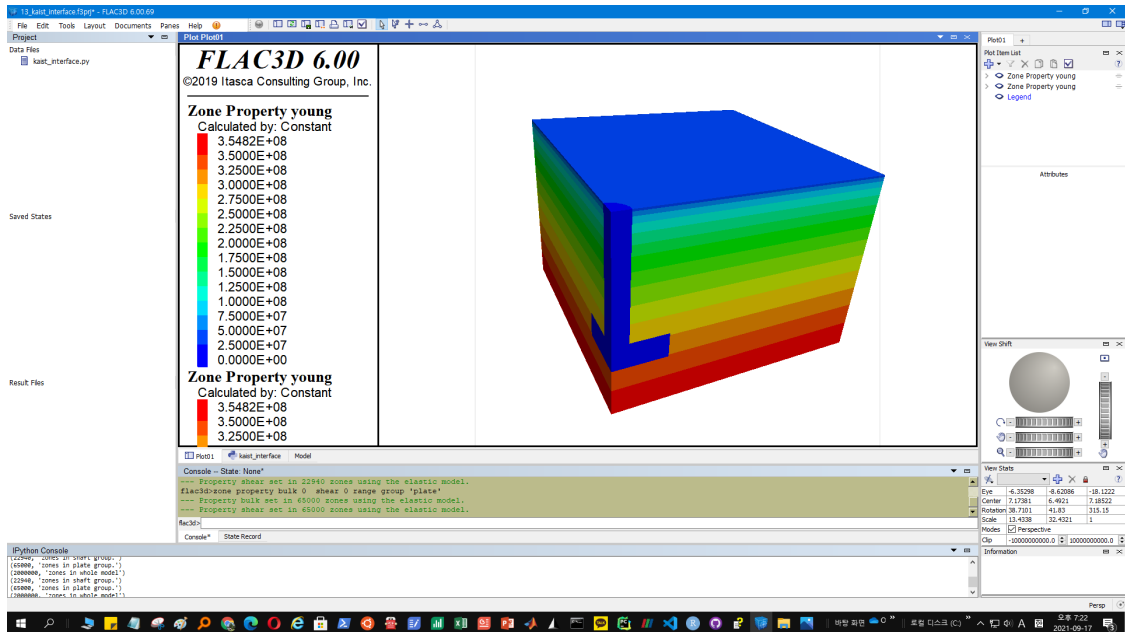 13_kaist_interface.f3prj* - FLAC3D 6.00.69
File Edit Tools Layout Documents Panes Help
Project
Data Files
kaist_interface.py
Saved States
Result Files
Plot Plot01
FLAC3D 6.00
©2019 Itasca Consulting Group, Inc.
Zone Property young
Calculated by: Constant
3.5482E+08
3.5000E+08
3.2500E+08
3.0000E+08
2.7500E+08
2.5000E+08
2.2500E+08
2.0000E+08
1.7500E+08
1.5000E+08
1.2500E+08
1.0000E+08
7.5000E+07
5.0000E+07
2.5000E+07
0.0000E+00
Zone Property young
Calculated by: Constant
3.5482E+08
3.5000E+08
3.2500E+08
Plot01 kaist_interface Model
Console -- State: None*
--- Property shear set in 22940 zones using the elastic model.
flac3d>zone property bulk 0 shear 0 range group 'plate'
--- Property bulk set in 65000 zones using the elastic model.
--- Property shear set in 65000 zones using the elastic model.
flac3d>
Console* State Record
IPython Console
(22940, 'zones in shaft group.')
(65000, 'zones in plate group.')
(2000000, 'zones in whole model')
(22940, 'zones in shaft group.')
(65000, 'zones in plate group.')
(2000000, 'zones in whole model')
Plot01 +
Plot Item List
Zone Property young
Zone Property young
Legend
Attributes
View Shift
View Stats
Eye -6.35298 -8.62086 -18.1222
Center 7.17381 6.4921 7.18522
Rotation 38.7101 41.83 315.15
Scale 13.4338 32.4321 1
Modes Perspective
Clip -10000000000.0 10000000000.0
Information
Persp
바탕 화면 0° 로컬 디스크 (C) A 오후 7:22
2021-09-17